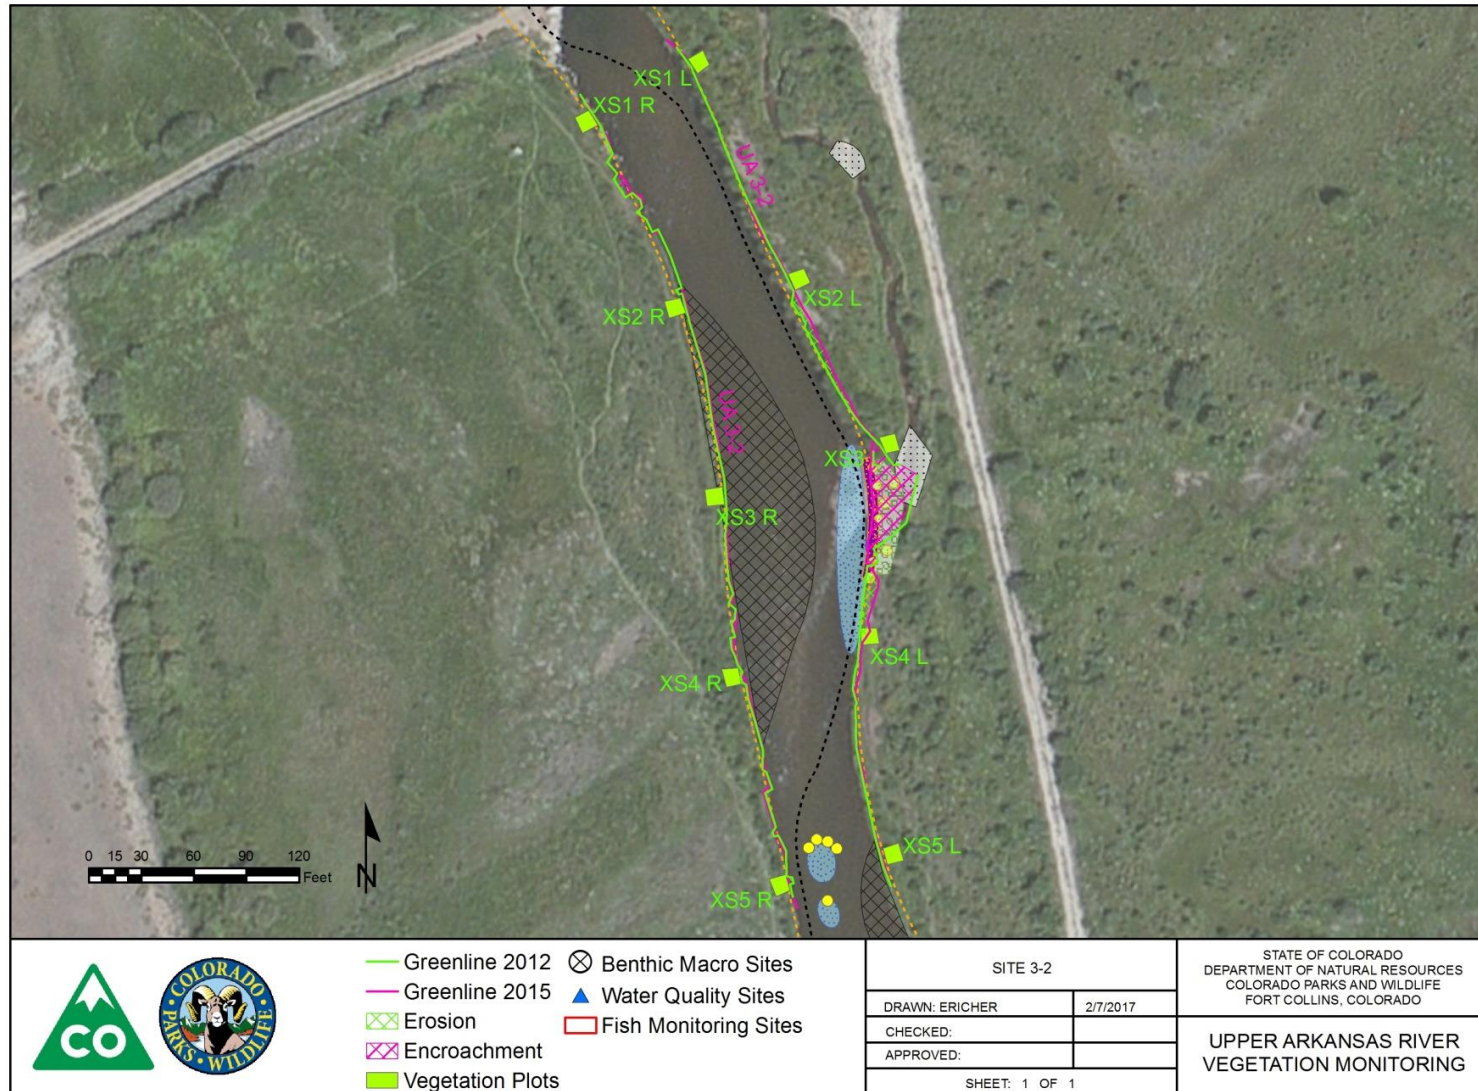 XS1 L
XS1 R
UA 3-2
XS2 L
XS2 R
UA 3-2
XS3 L
XS3 R
XS4 L
XS4 R
XS5 L
XS5 R
0 15 30 60 90 120
Feet
N
CO
COLORADO
PARKS • WILDLIFE
Greenline 2012
Greenline 2015
Erosion
Encroachment
Vegetation Plots
Benthic Macro Sites
Water Quality Sites
Fish Monitoring Sites
SITE 3-2
DRAWN: ERICHER 2/7/2017
CHECKED:
APPROVED:
SHEET: 1 OF 1
STATE OF COLORADO
DEPARTMENT OF NATURAL RESOURCES
COLORADO PARKS AND WILDLIFE
FORT COLLINS, COLORADO
UPPER ARKANSAS RIVER
VEGETATION MONITORING